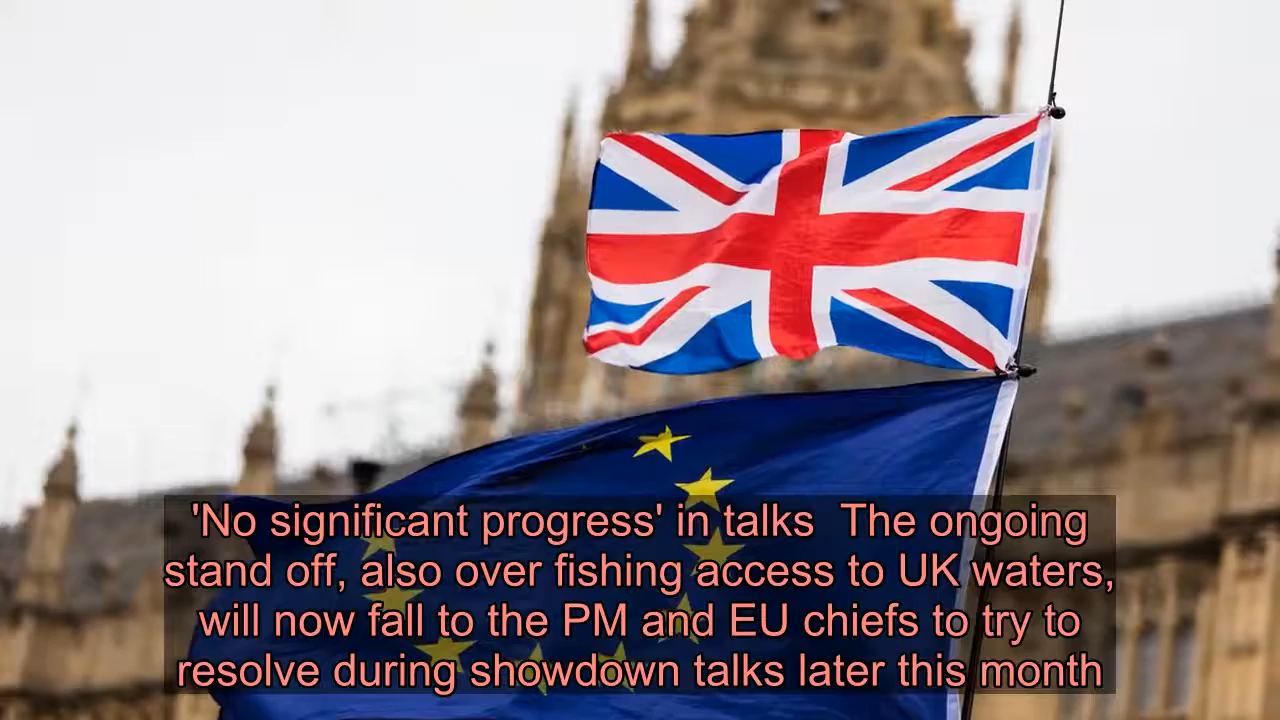 'No significant progress' in talks  The ongoing
stand off, also over fishing access to UK waters,
will now fall to the PM and EU chiefs to try to
resolve during showdown talks later this month